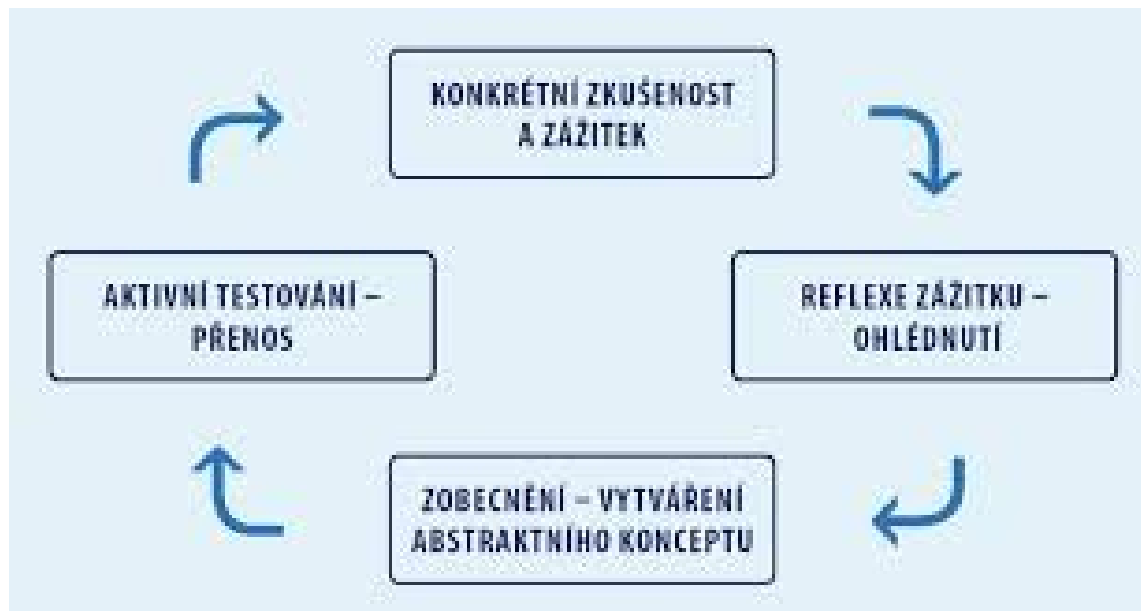 KONKRÉTNÍ ZKUŠENOST
A ZÁŽITEK
AKTIVNÍ TESTOVÁNÍ –
PŘENOS
REFLEXE ZÁŽITKU –
OHLÉDNUTÍ
ZOBECNĚNÍ – VYTVÁŘENÍ
ABSTRAKTNÍHO KONCEPTU